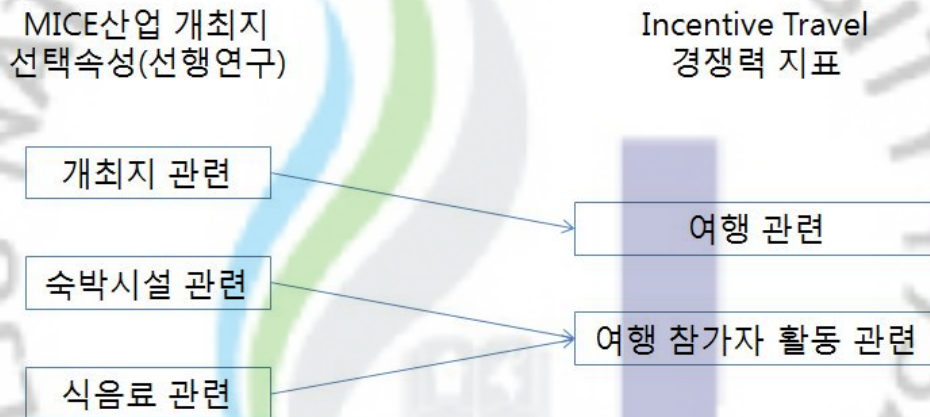 MICE산업 개최지
선택속성(선행연구)
Incentive Travel
경쟁력 지표
개최지 관련
여행 관련
숙박시설 관련
여행 참가자 활동 관련
식음료 관련